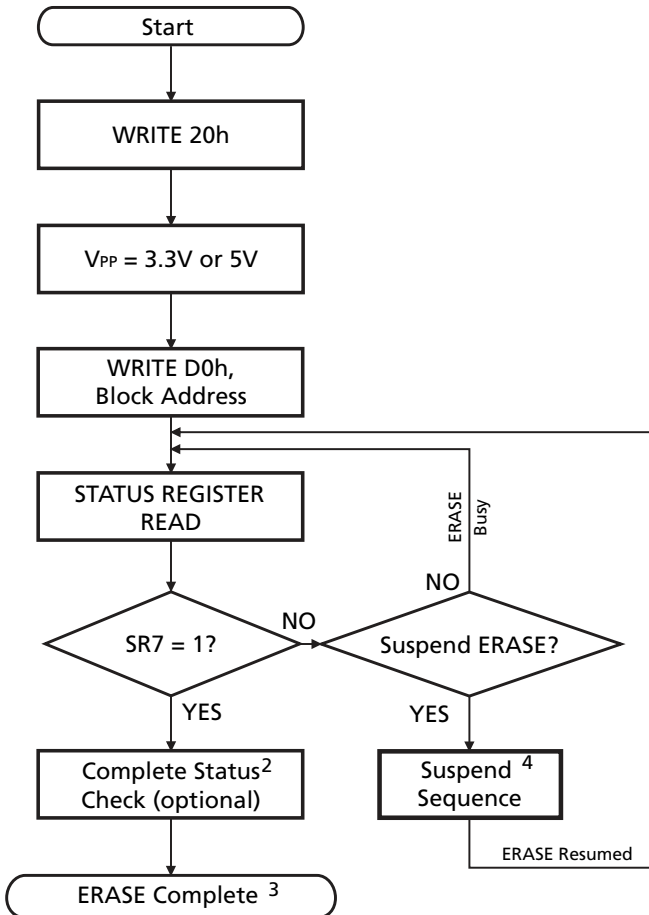 Start
WRITE 20h
VPP = 3.3V or 5V
WRITE D0h,
Block Address
STATUS REGISTER
READ
ERASE
Busy
NO
NO
SR7 = 1?
Suspend ERASE?
YES
YES
Complete Status2
Check (optional)
Suspend 4
Sequence
ERASE Resumed
ERASE Complete 3